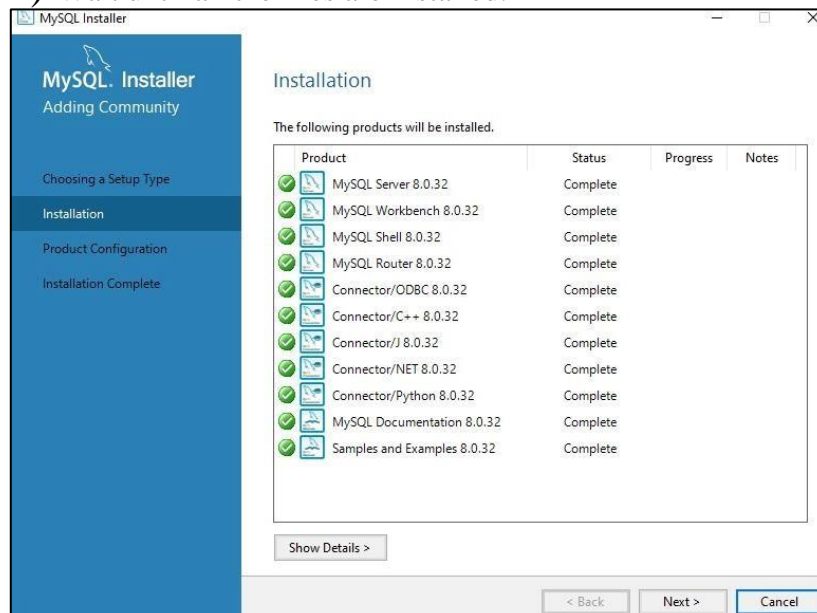 MySQL Installer
MySQL. Installer
Adding Community
Choosing a Setup Type
Installation
Product Configuration
Installation Complete
Installation
The following products will be installed.
Product Status Progress Notes
MySQL Server 8.0.32 Complete
MySQL Workbench 8.0.32 Complete
MySQL Shell 8.0.32 Complete
MySQL Router 8.0.32 Complete
Connector/ODBC 8.0.32 Complete
Connector/C++ 8.0.32 Complete
Connector/J 8.0.32 Complete
Connector/NET 8.0.32 Complete
Connector/Python 8.0.32 Complete
MySQL Documentation 8.0.32 Complete
Samples and Examples 8.0.32 Complete
Show Details >
< Back Next > Cancel